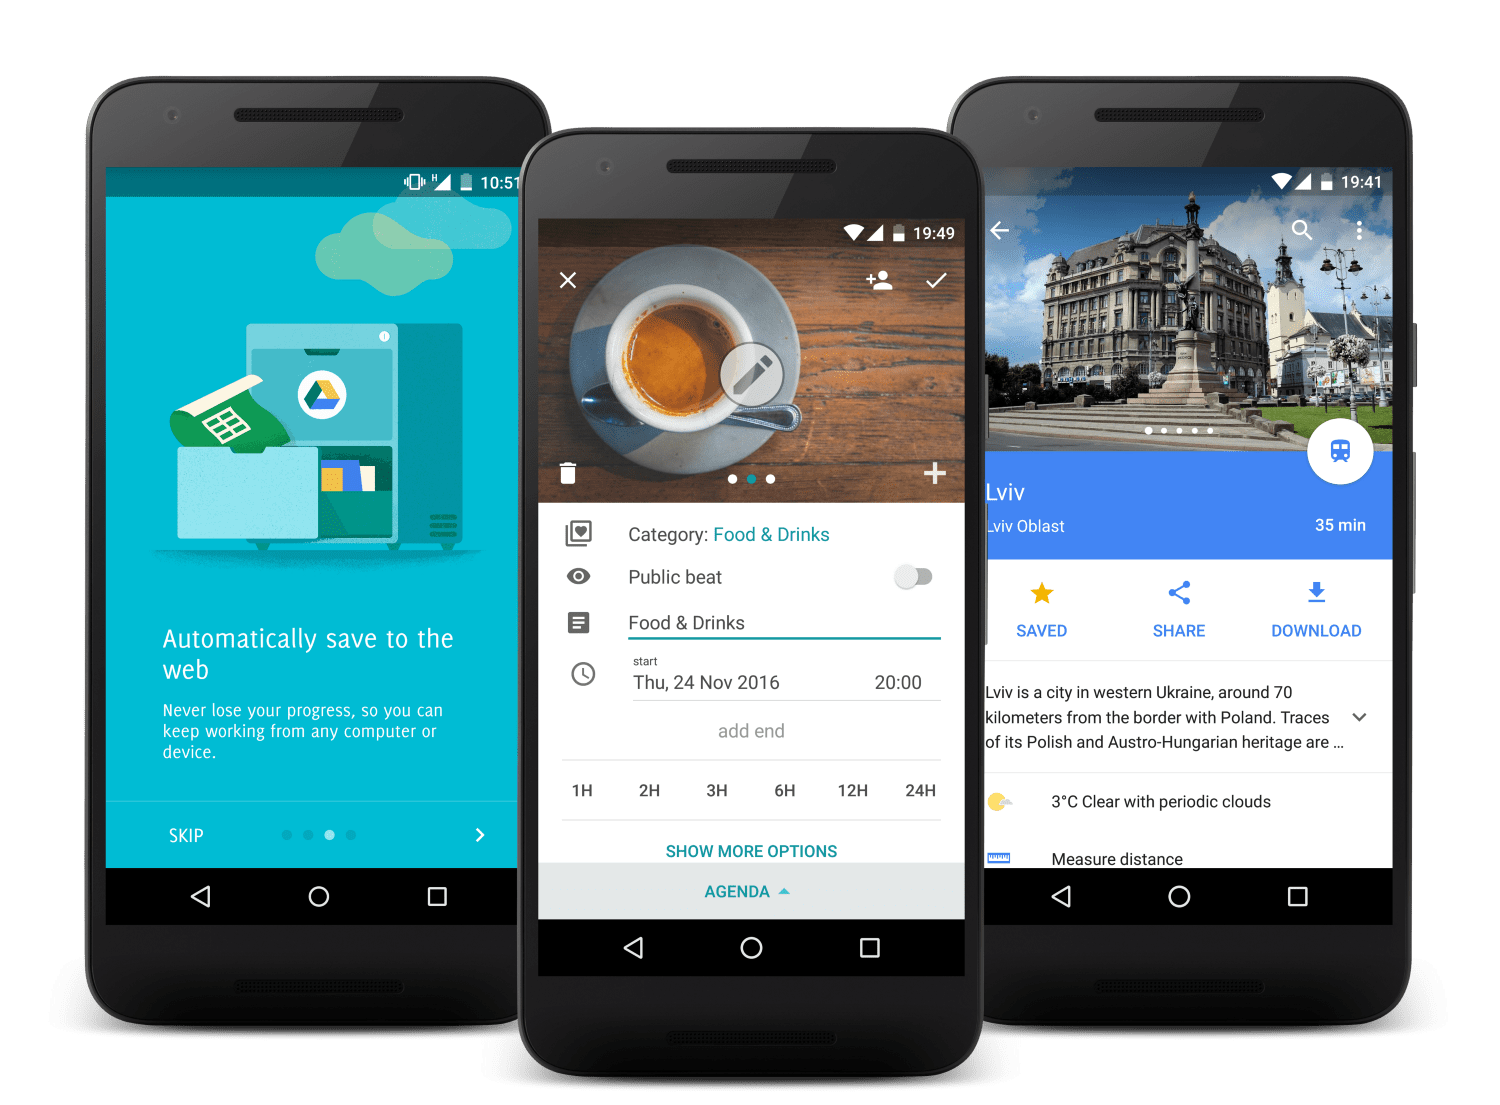 H
10:51
Automatically save to the
web
Never lose your progress, so you can
keep working from any computer or
device.
SKIP
19:49
Category: Food & Drinks
Public beat
Food & Drinks
start
Thu, 24 Nov 2016 20:00
add end
1H 2H 3H 6H 12H 24H
SHOW MORE OPTIONS
AGENDA
19:41
Lviv
Lviv Oblast 35 min
SAVED SHARE DOWNLOAD
Lviv is a city in western Ukraine, around 70
kilometers from the border with Poland. Traces
of its Polish and Austro-Hungarian heritage are ...
3°C Clear with periodic clouds
Measure distance